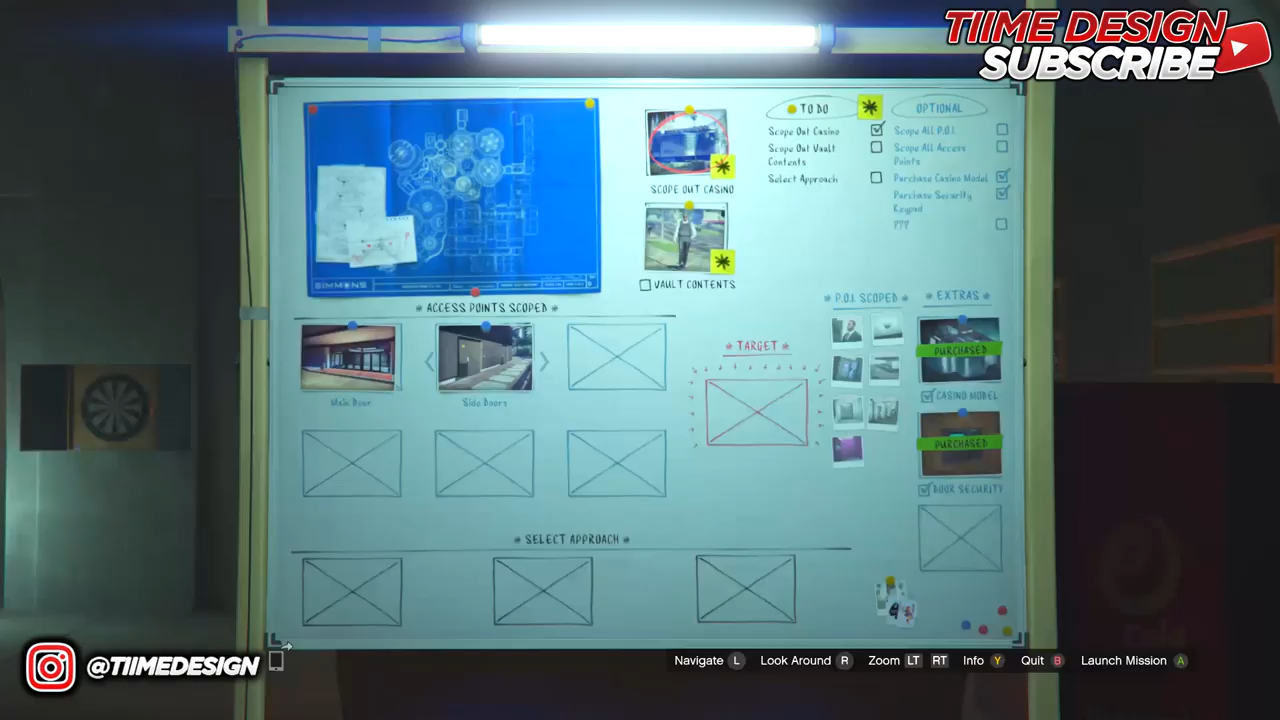 TIIME DESIGN
SUBSCRIBE
TO DO
OPTIONAL
Scope Out Casino
Scope Out Vault
Contents
Select Approach
Scope All P.O.I.
Scope All Access
Points
Purchase Casino Model
Purchase Security
Keypad
???
SCOPE OUT CASINO
VAULT CONTENTS
SIMMONS
ACCESS POINTS SCOPED
Main Door
Side Doors
TARGET
P.O.I. SCOPED
EXTRAS
PURCHASED
CASINO MODEL
PURCHASED
DOOR SECURITY
SELECT APPROACH
@TIIMEDESIGN
Navigate L
Look Around R
Zoom LT RT
Info Y
Quit B
Launch Mission A